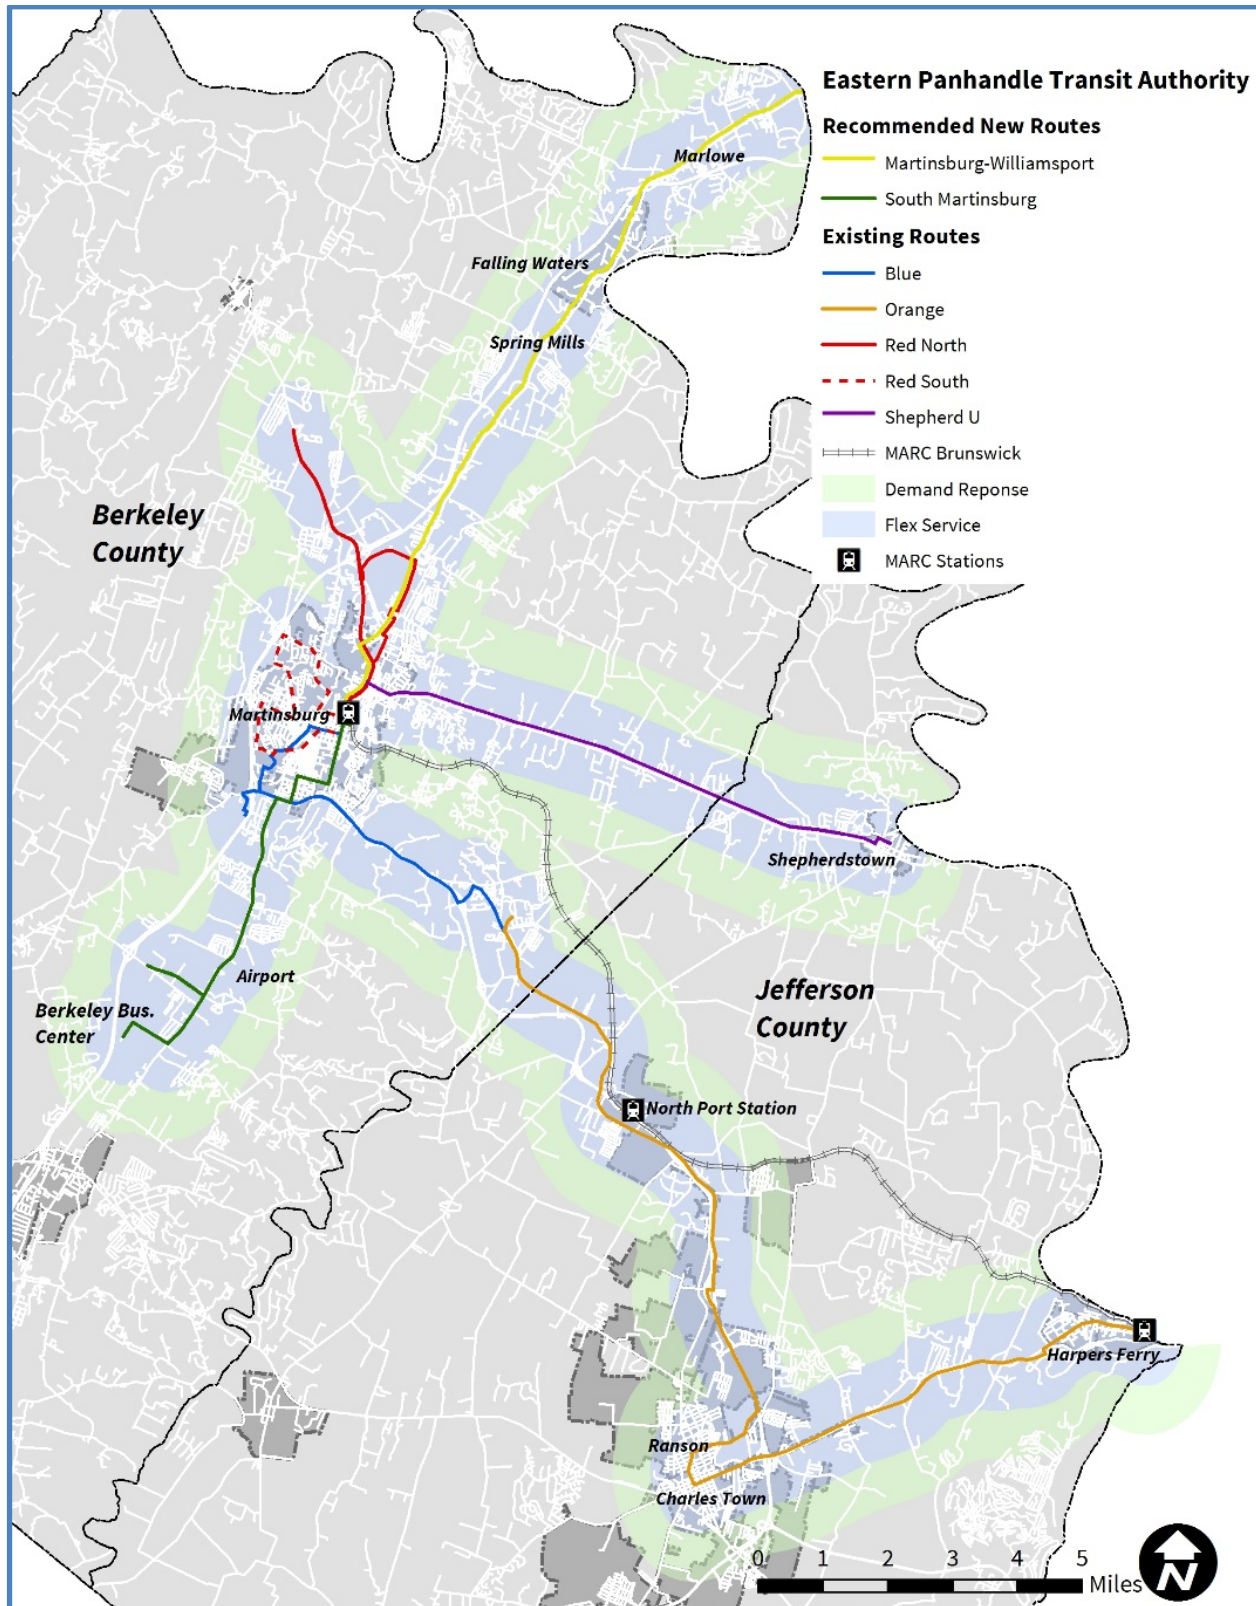 Eastern Panhandle Transit Authority
Recommended New Routes
Martinsburg-Williamsport
South Martinsburg
Existing Routes
Blue
Orange
Red North
Red South
Shepherd U
MARC Brunswick
Demand Reponse
Flex Service
MARC Stations
Marlowe
Falling Waters
Spring Mills
Berkeley
County
Martinsburg
Shepherdstown
Airport
Berkeley Bus.
Center
Jefferson
County
North Port Station
Harpers Ferry
Ranson
Charles Town
0 1 2 3 4 5
Miles
N